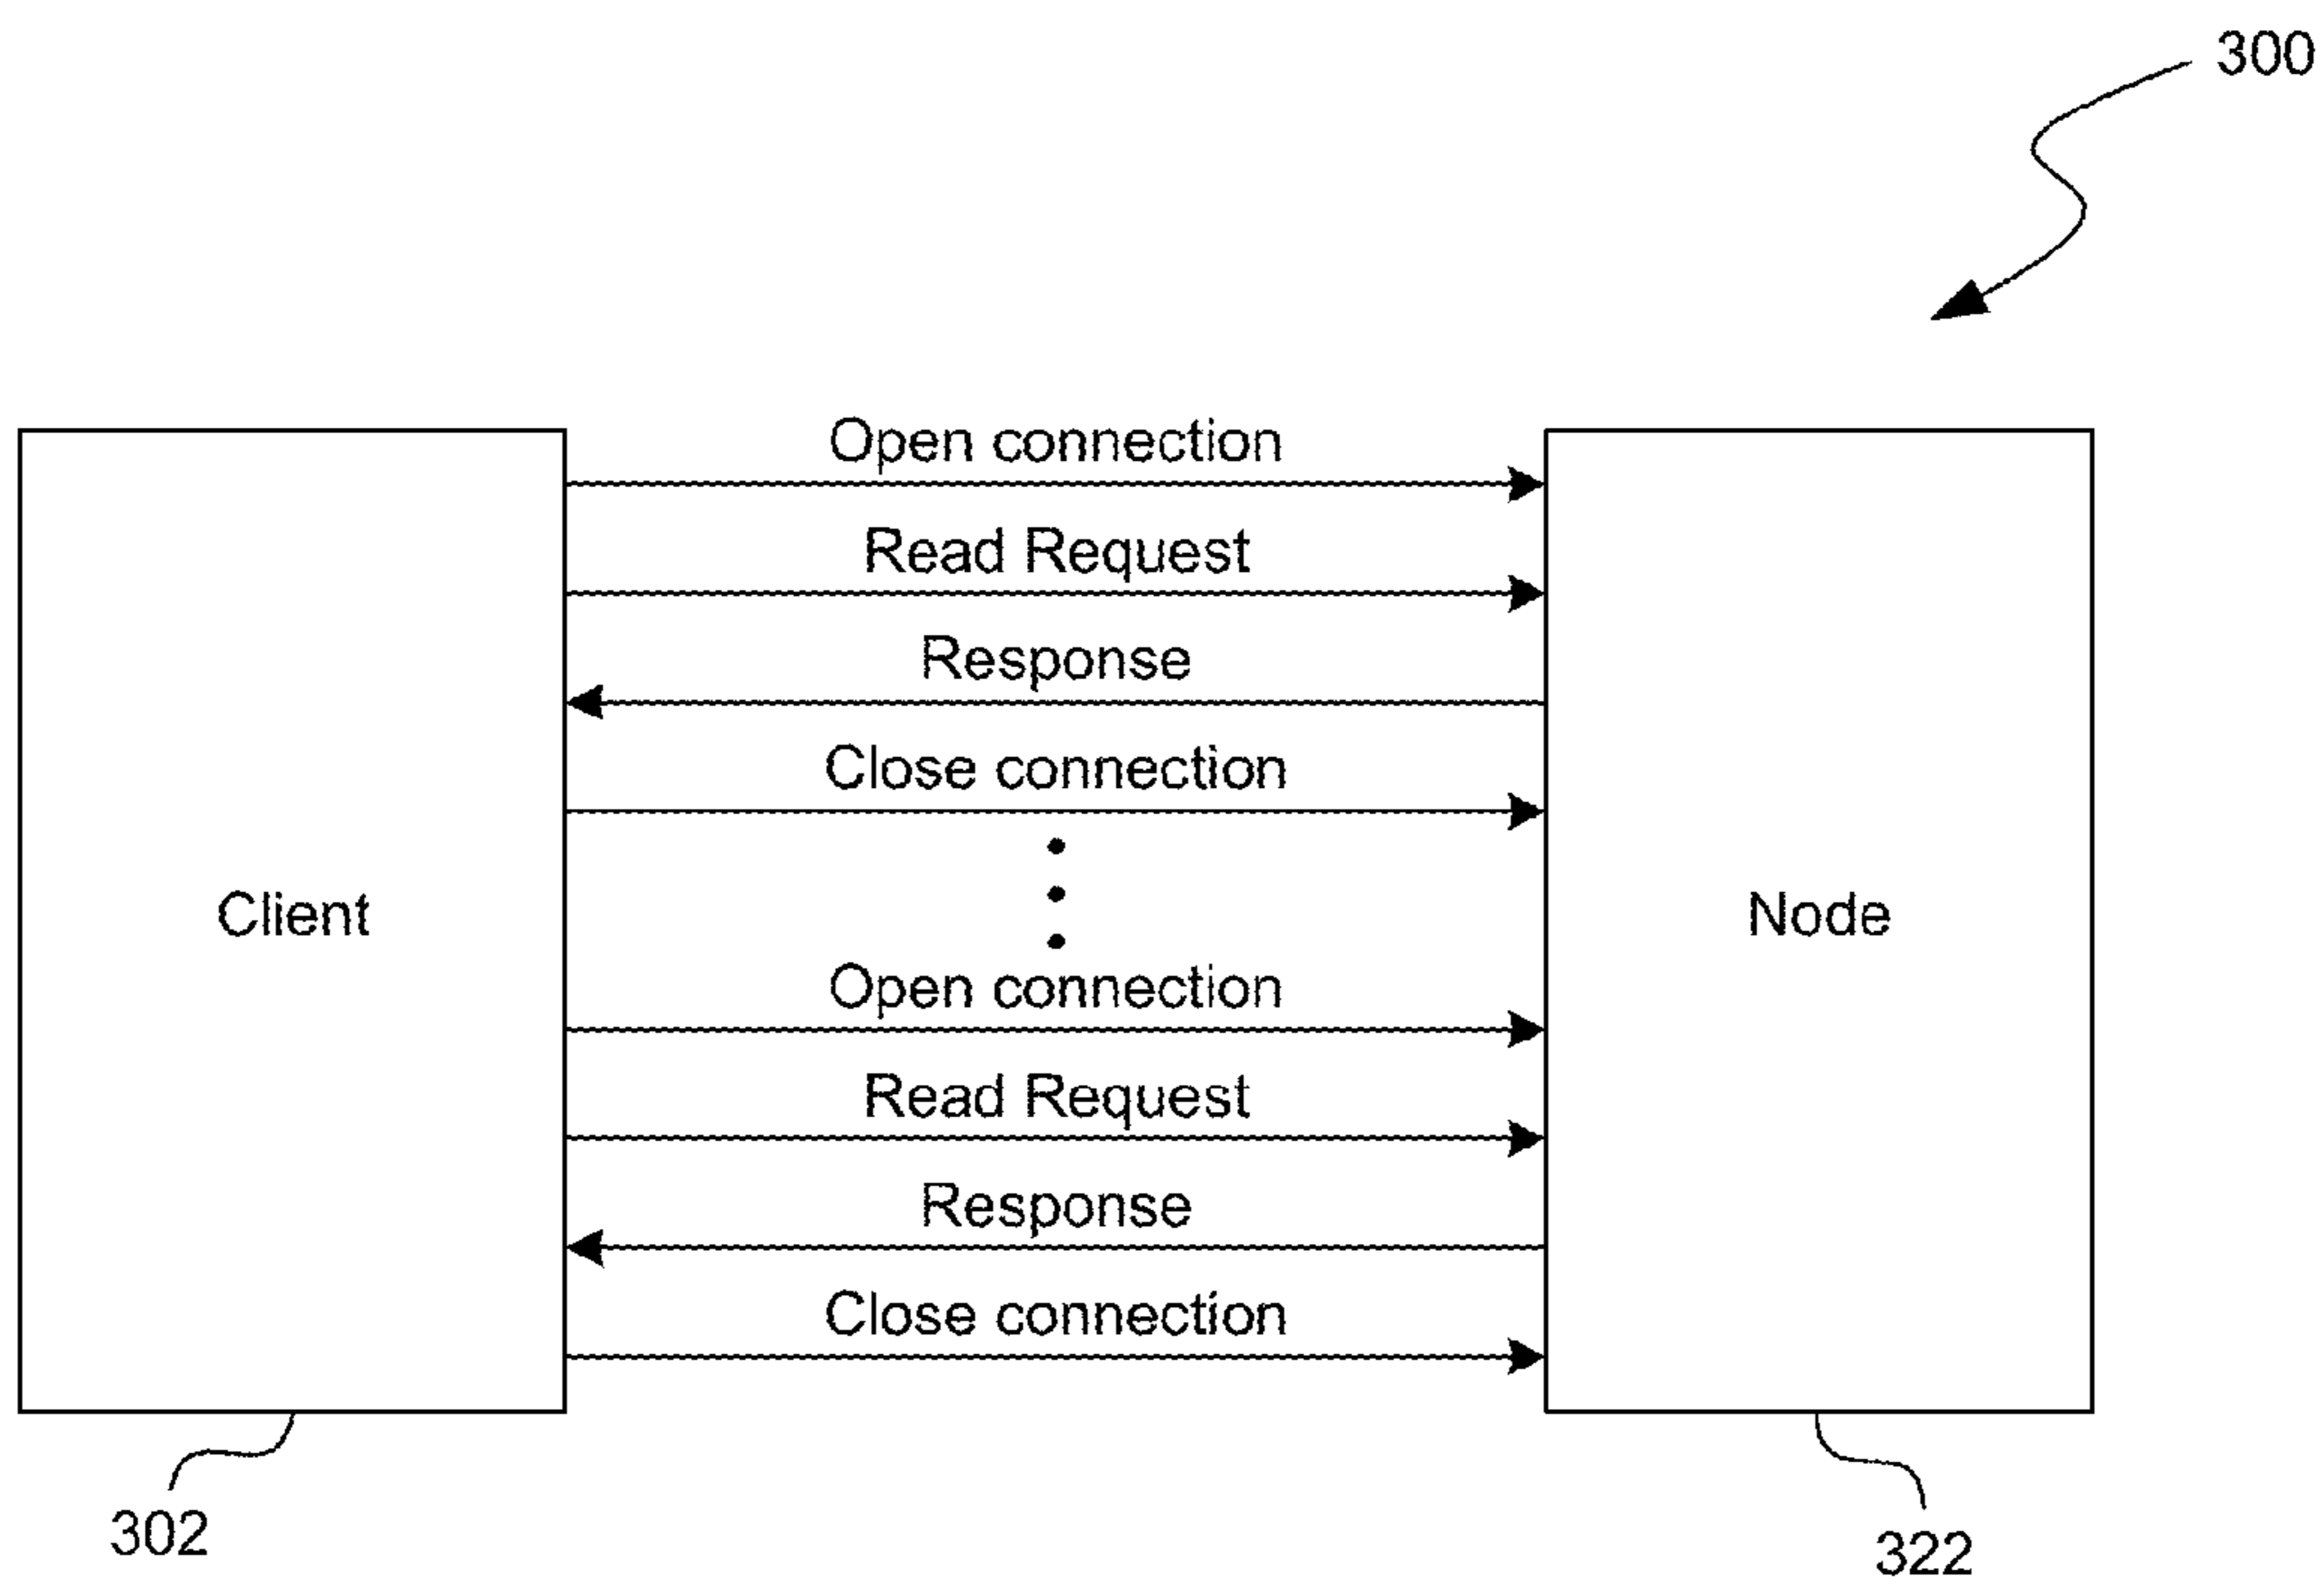 300
Open connection
Read Request
Response
Close connection
Client
Node
Open connection
Read Request
Response
Close connection
302
322